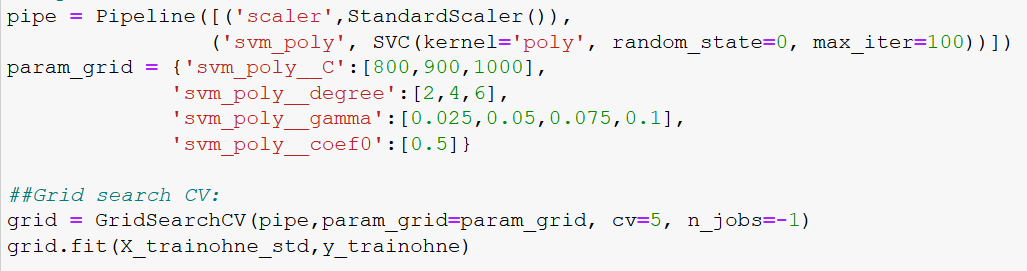 pipe = Pipeline([('scaler',StandardScaler()),
('svm_poly', SVC(kernel='poly', random_state=0, max_iter=100))])
param_grid = {'svm_poly__C':[800,900,1000],
'svm_poly__degree':[2,4,6],
'svm_poly__gamma':[0.025,0.05,0.075,0.1],
'svm_poly__coef0':[0.5]}
##Grid search CV:
grid = GridSearchCV(pipe,param_grid=param_grid, cv=5, n_jobs=-1)
grid.fit(X_trainohne_std,y_trainohne)